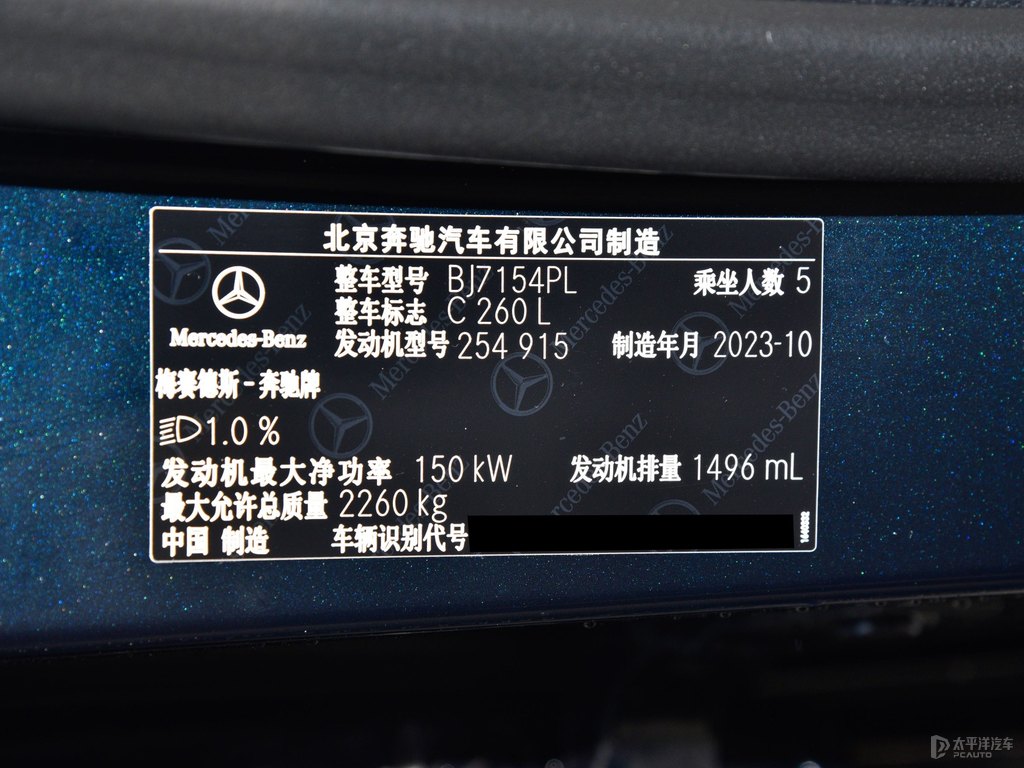 北京奔驰汽车有限公司制造
整车型号 BJ7154PL 乘坐人数 5
整车标志 C 260 L
Mercedes-Benz
发动机型号 254 915 制造年月 2023-10
梅赛德斯-奔驰牌
1.0 %
发动机最大净功率 150 kW 发动机排量 1496 mL
最大允许总质量 2260 kg
中国 制造 车辆识别代号
太平洋汽车
PCAUTO